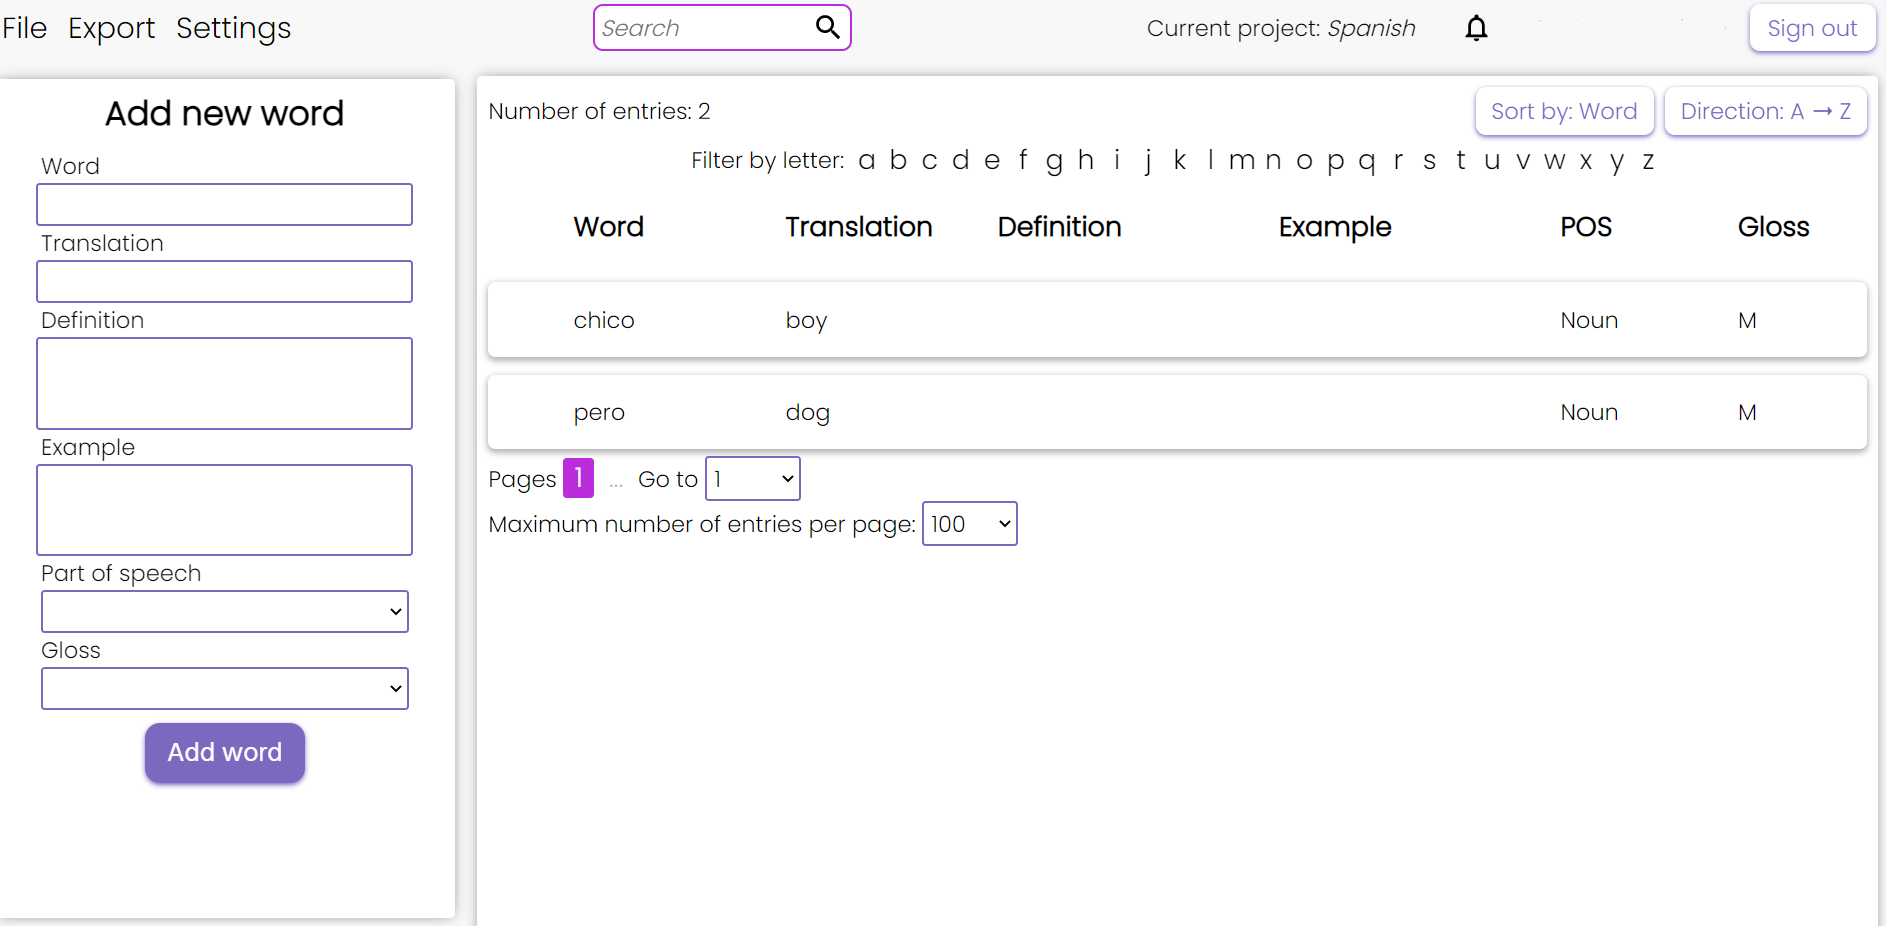 File Export Settings Search Current project: Spanish Sign out
Add new word
Word
Translation
Definition
Example
Part of speech
Gloss
Add word
Number of entries: 2 Sort by: Word Direction: A → Z
Filter by letter: a b c d e f g h i j k l m n o p q r s t u v w x y z
Word Translation Definition Example POS Gloss
chico boy Noun M
pero dog Noun M
Pages 1 ... Go to 1
Maximum number of entries per page: 100